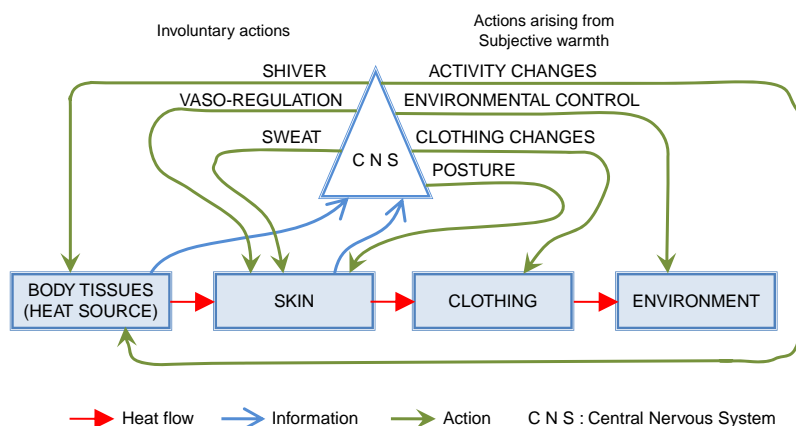 Involuntary actions
Actions arising from
Subjective warmth
SHIVER
ACTIVITY CHANGES
VASO-REGULATION
ENVIRONMENTAL CONTROL
SWEAT
CLOTHING CHANGES
C N S
POSTURE
BODY TISSUES
(HEAT SOURCE)
SKIN
CLOTHING
ENVIRONMENT
Heat flow
Information
Action
C N S : Central Nervous System